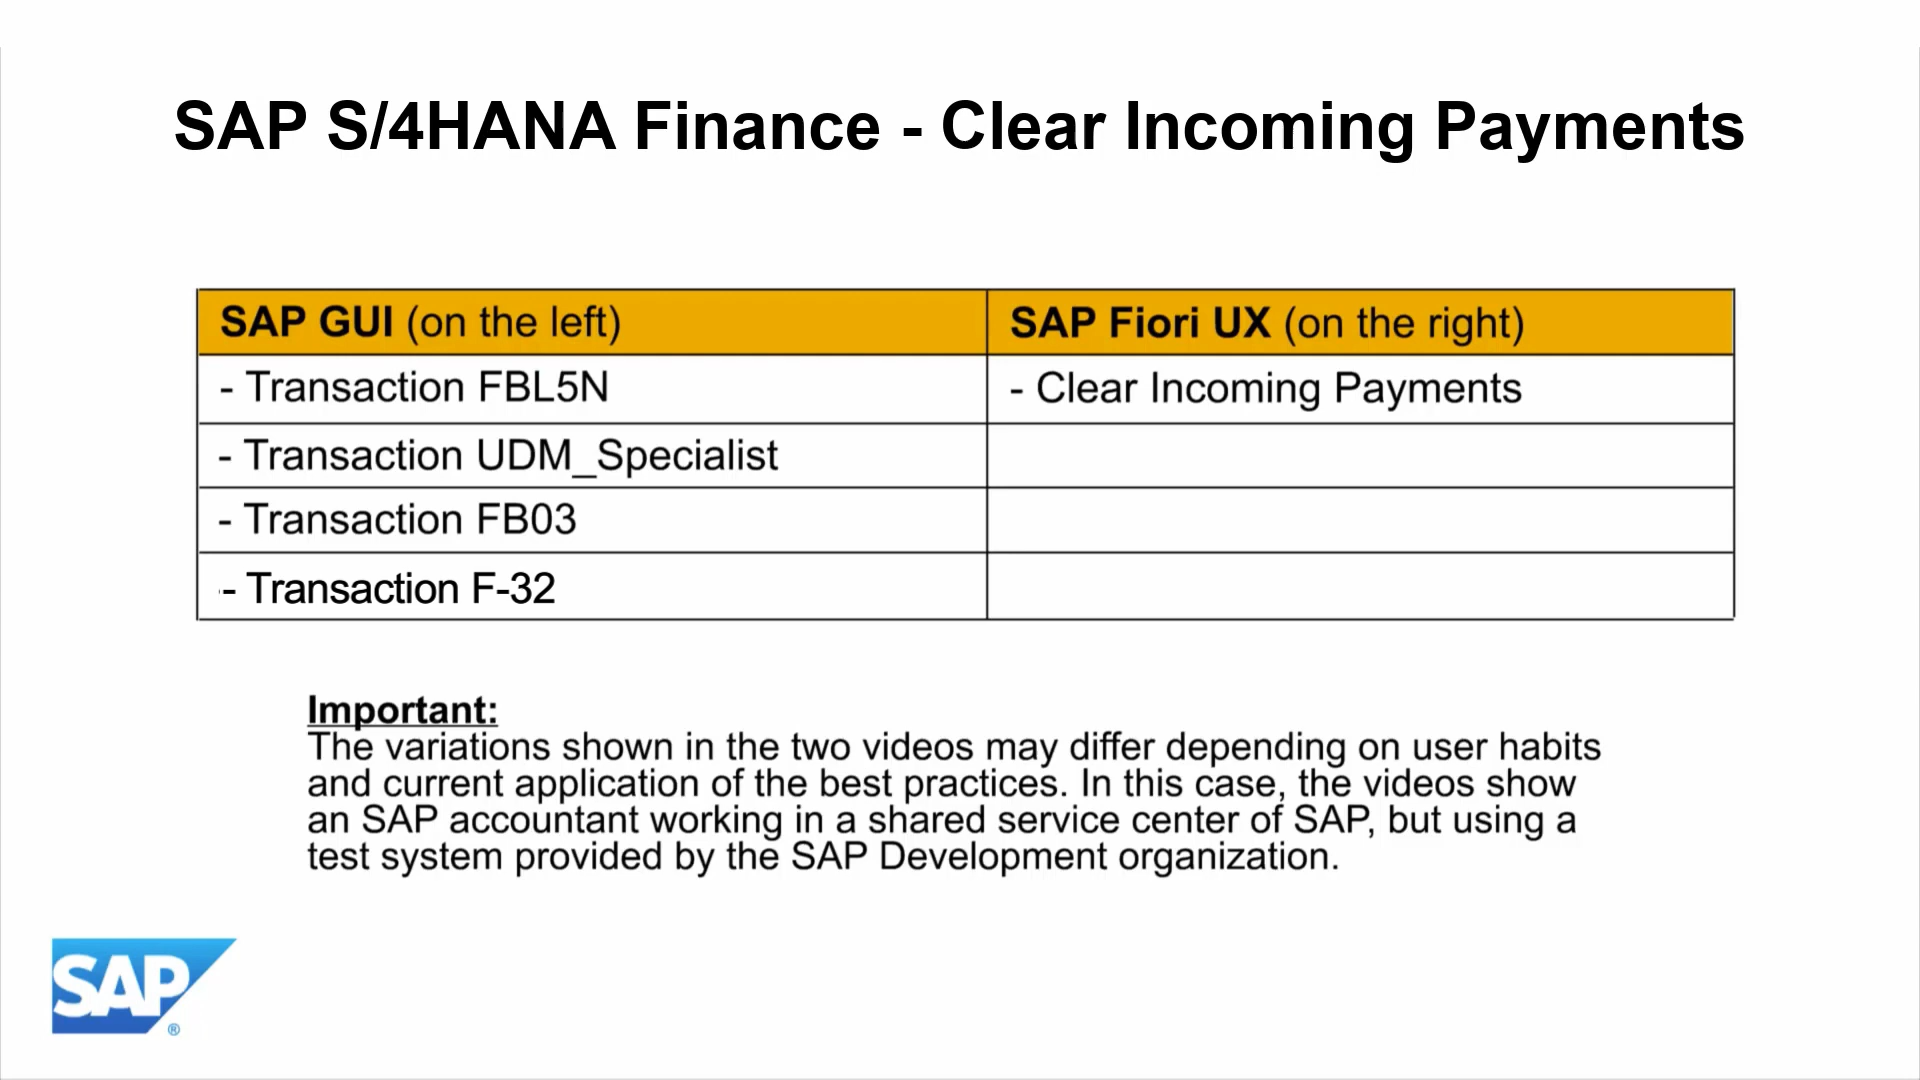 SAP S/4HANA Finance - Clear Incoming Payments
SAP GUI (on the left)
SAP Fiori UX (on the right)
- Transaction FBL5N
- Clear Incoming Payments
- Transaction UDM_Specialist
- Transaction FB03
- Transaction F-32
Important:
The variations shown in the two videos may differ depending on user habits
and current application of the best practices. In this case, the videos show
an SAP accountant working in a shared service center of SAP, but using a
test system provided by the SAP Development organization.
SAP®